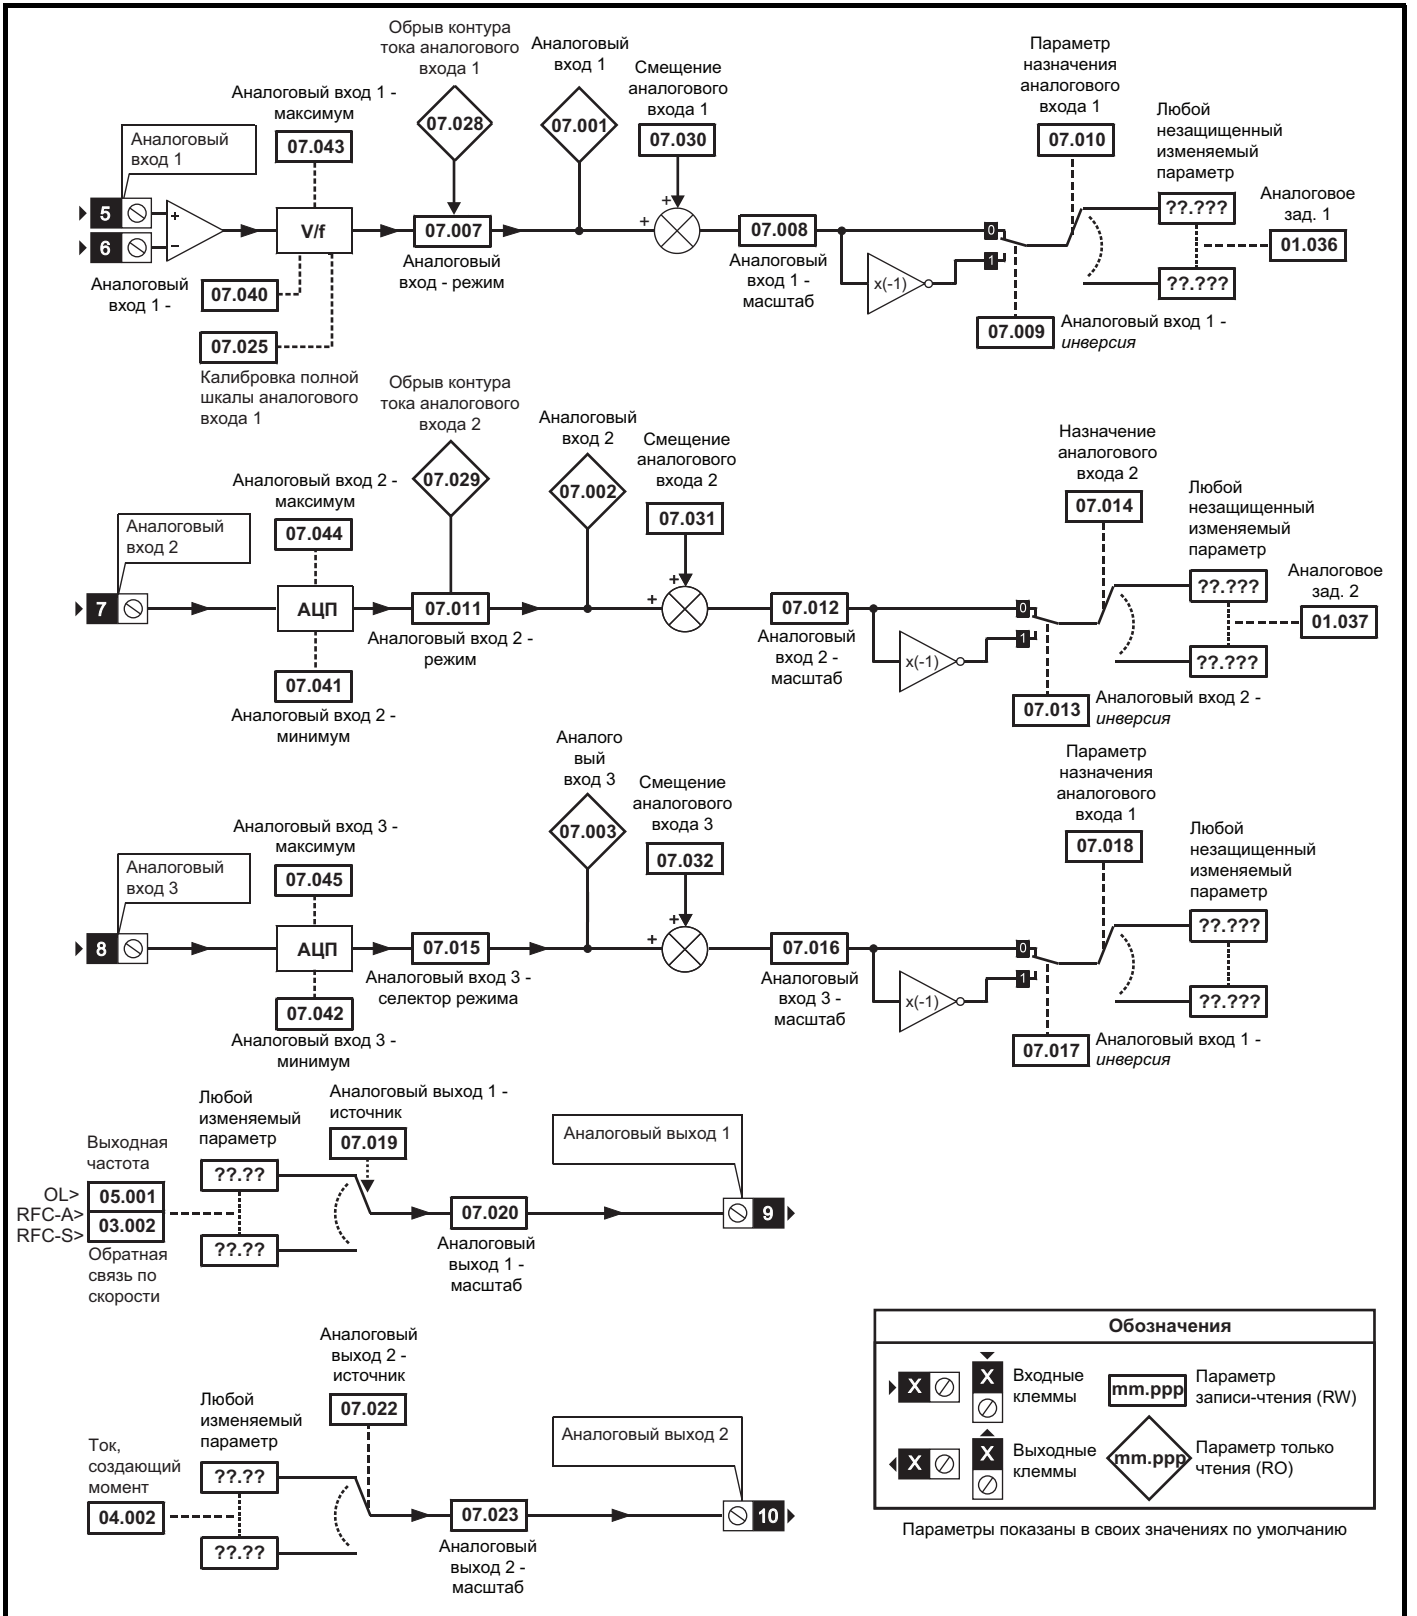 Обрыв контура
тока аналогового
входа 1
Аналоговый
вход 1
Смещение
аналогового
входа 1
Параметр
назначения
аналогового
входа 1
Аналоговый вход 1 -
максимум
Любой
незащищенный
изменяемый
параметр
Аналоговый
вход 1
07.043
07.028
07.001
07.030
07.010
Аналоговое
зад. 1
5
6
+
−
V/f
07.007
+
+
07.008
0
1
??.???
??.???
01.036
Аналоговый
вход 1 -
07.040
Аналоговый
вход - режим
Аналоговый
вход 1 -
масштаб
x(-1)
07.009
Аналоговый вход 1 -
инверсия
07.025
Калибровка полной
шкалы аналогового
входа 1
Обрыв контура
тока аналогового
входа 2
Аналоговый
вход 2
Смещение
аналогового
входа 2
Назначение
аналогового
входа 2
Аналоговый вход 2 -
максимум
Любой
незащищенный
изменяемый
параметр
Аналоговый
вход 2
07.044
07.029
07.002
07.031
07.014
Аналоговое
зад. 2
7
АЦП
07.011
+
+
07.012
0
1
??.???
??.???
01.037
Аналоговый вход 2 -
режим
Аналоговый
вход 2 -
масштаб
x(-1)
07.041
Аналоговый вход 2 -
минимум
07.013
Аналоговый вход 2 -
инверсия
Аналого
вый
вход 3
Смещение
аналогового
входа 3
Параметр
назначения
аналогового
входа 1
Аналоговый вход 3 -
максимум
Любой
незащищенный
изменяемый
параметр
Аналоговый
вход 3
07.045
07.003
07.032
07.018
8
АЦП
07.015
+
+
07.016
0
1
??.???
??.???
Аналоговый вход 3 -
селектор режима
Аналоговый
вход 3 -
масштаб
x(-1)
07.042
Аналоговый вход 3 -
минимум
07.017
Аналоговый вход 1 -
инверсия
Любой
изменяемый
параметр
Аналоговый выход 1 -
источник
07.019
Аналоговый выход 1
Выходная
частота
OL>
RFC-A>
RFC-S>
05.001
03.002
Обратная
связь по
скорости
??.??
??.??
07.020
Аналоговый
выход 1 -
масштаб
9
Аналоговый
выход 2 -
источник
07.022
Любой
изменяемый
параметр
Аналоговый выход 2
Ток,
создающий
момент
04.002
??.??
??.??
07.023
Аналоговый
выход 2 -
масштаб
10
Обозначения
X
X
Входные
клеммы
mm.ppp
Параметр
записи-чтения (RW)
X
X
Выходные
клеммы
mm.ppp
Параметр только
чтения (RO)
Параметры показаны в своих значениях по умолчанию